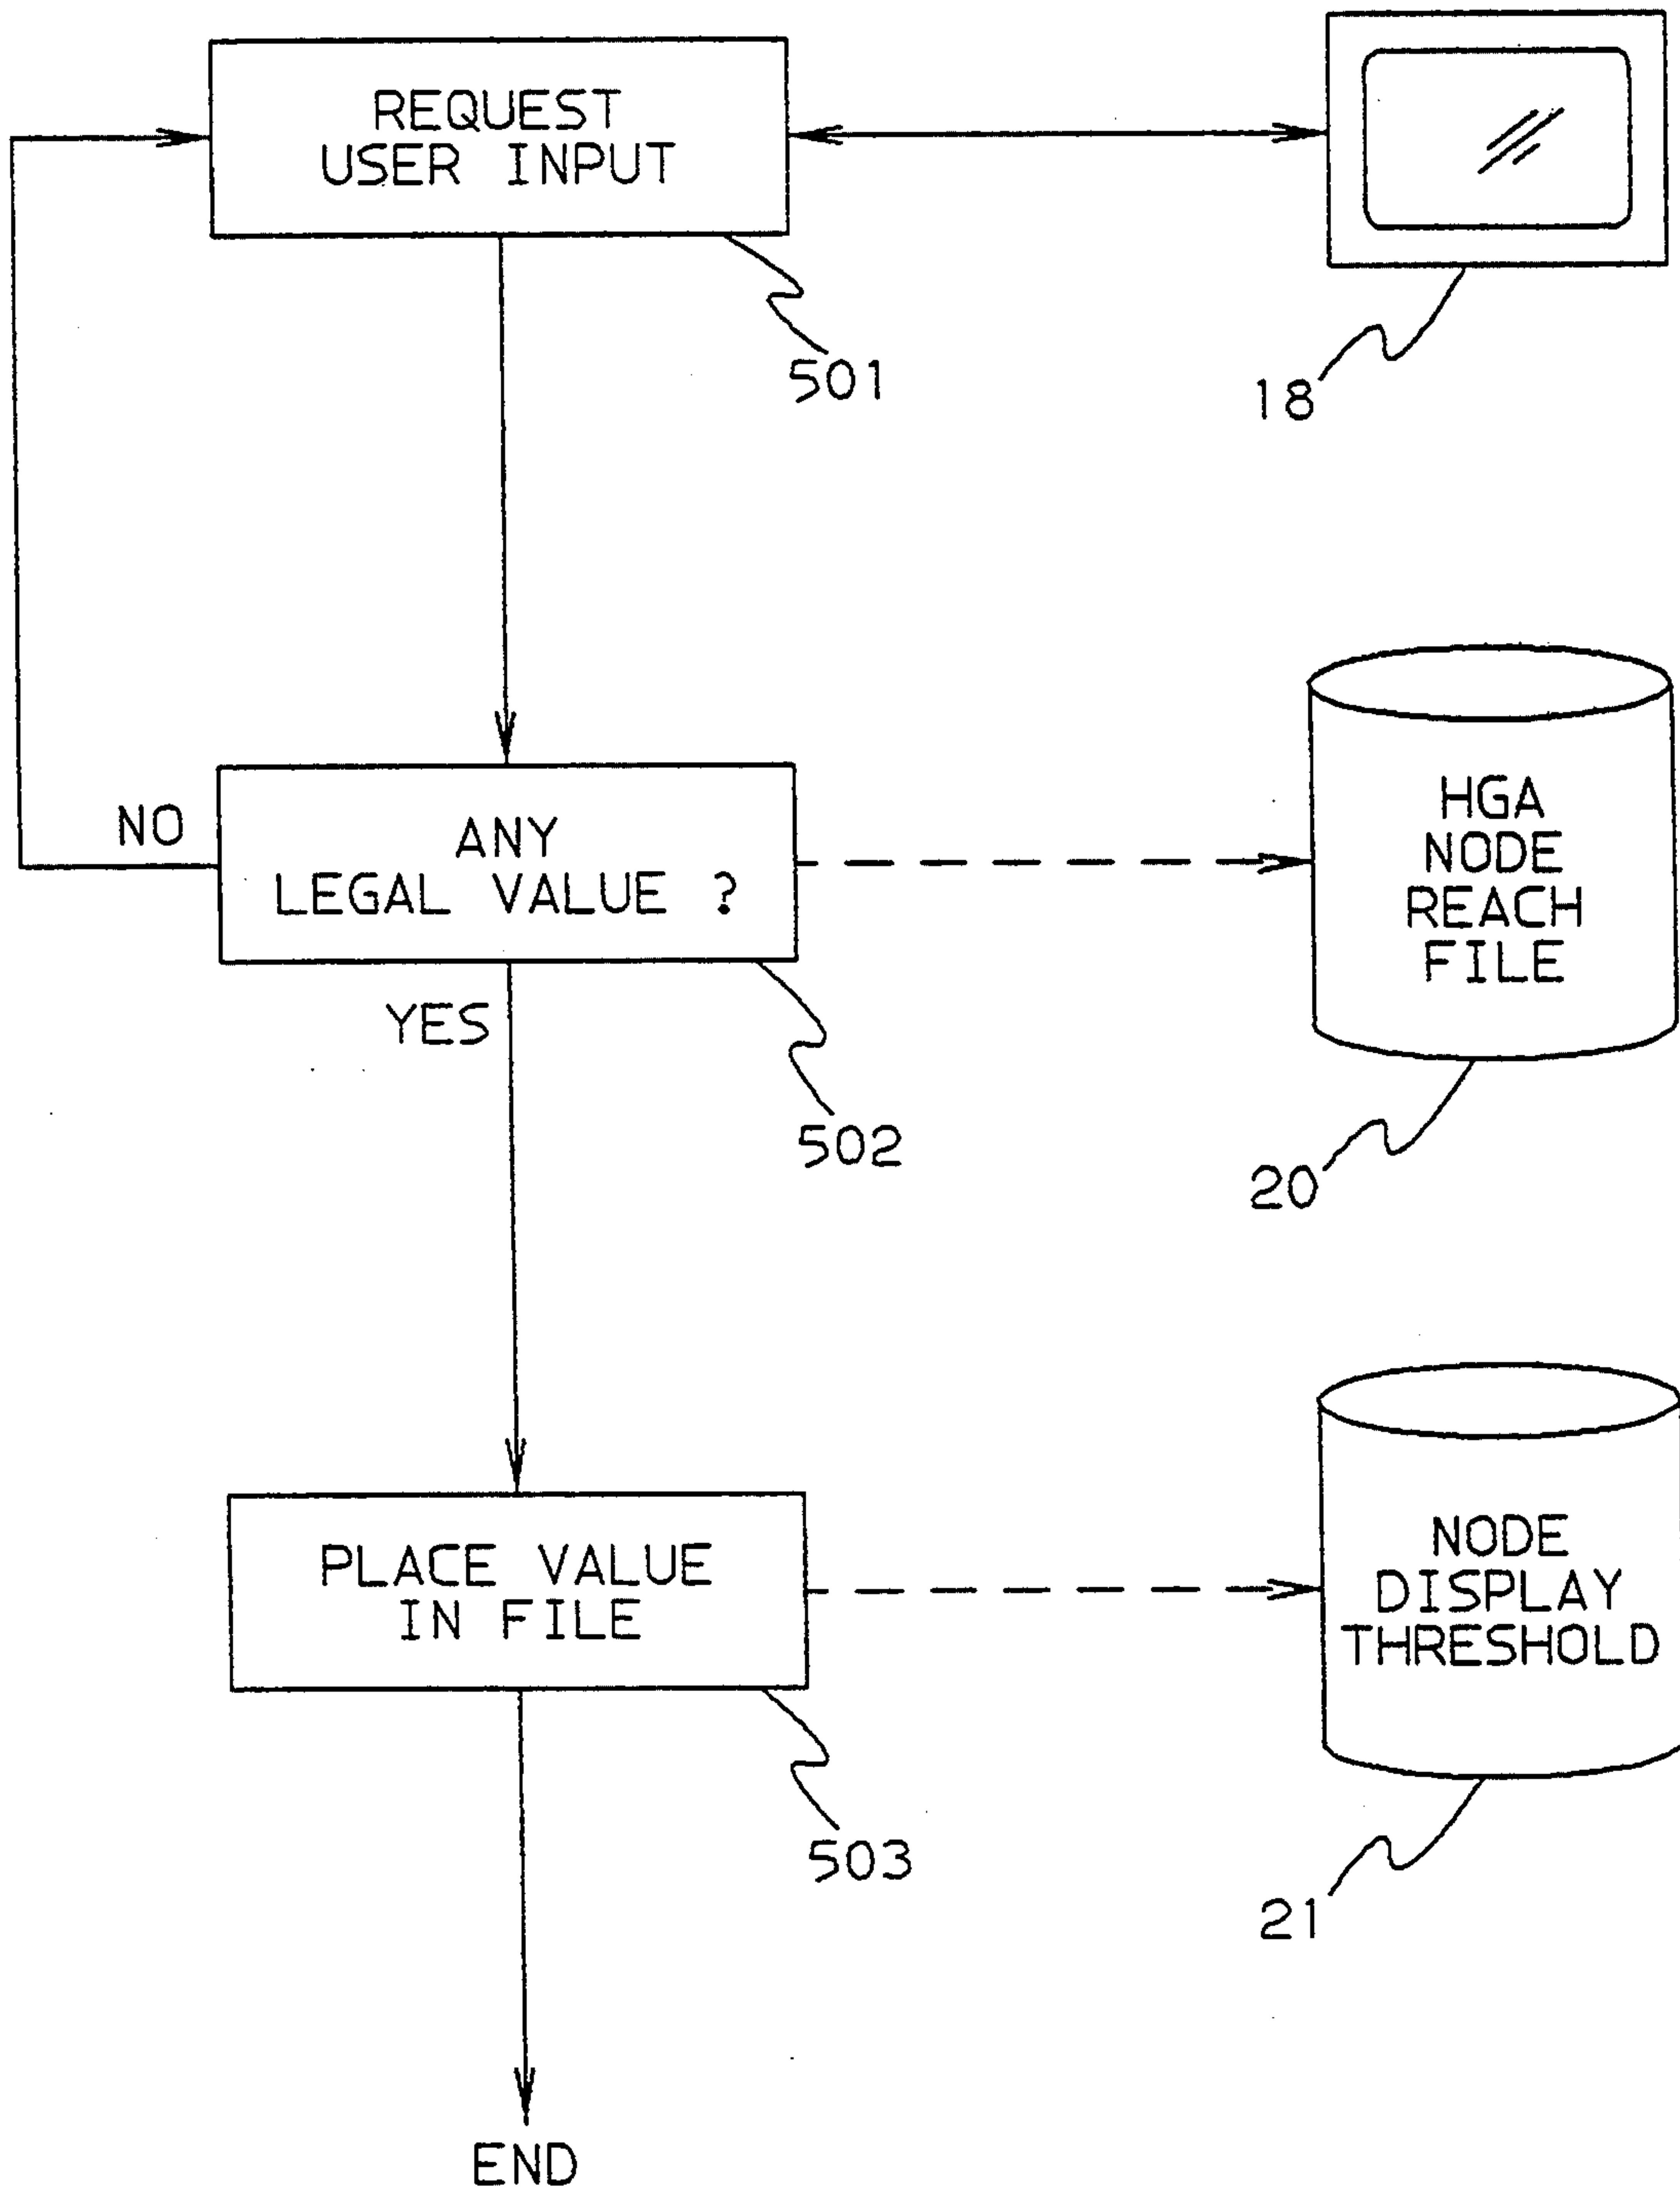 REQUEST
USER INPUT
501
18
NO
ANY
LEGAL VALUE ?
HGA
NODE
REACH
FILE
YES
502
20
PLACE VALUE
IN FILE
NODE
DISPLAY
THRESHOLD
503
21
END